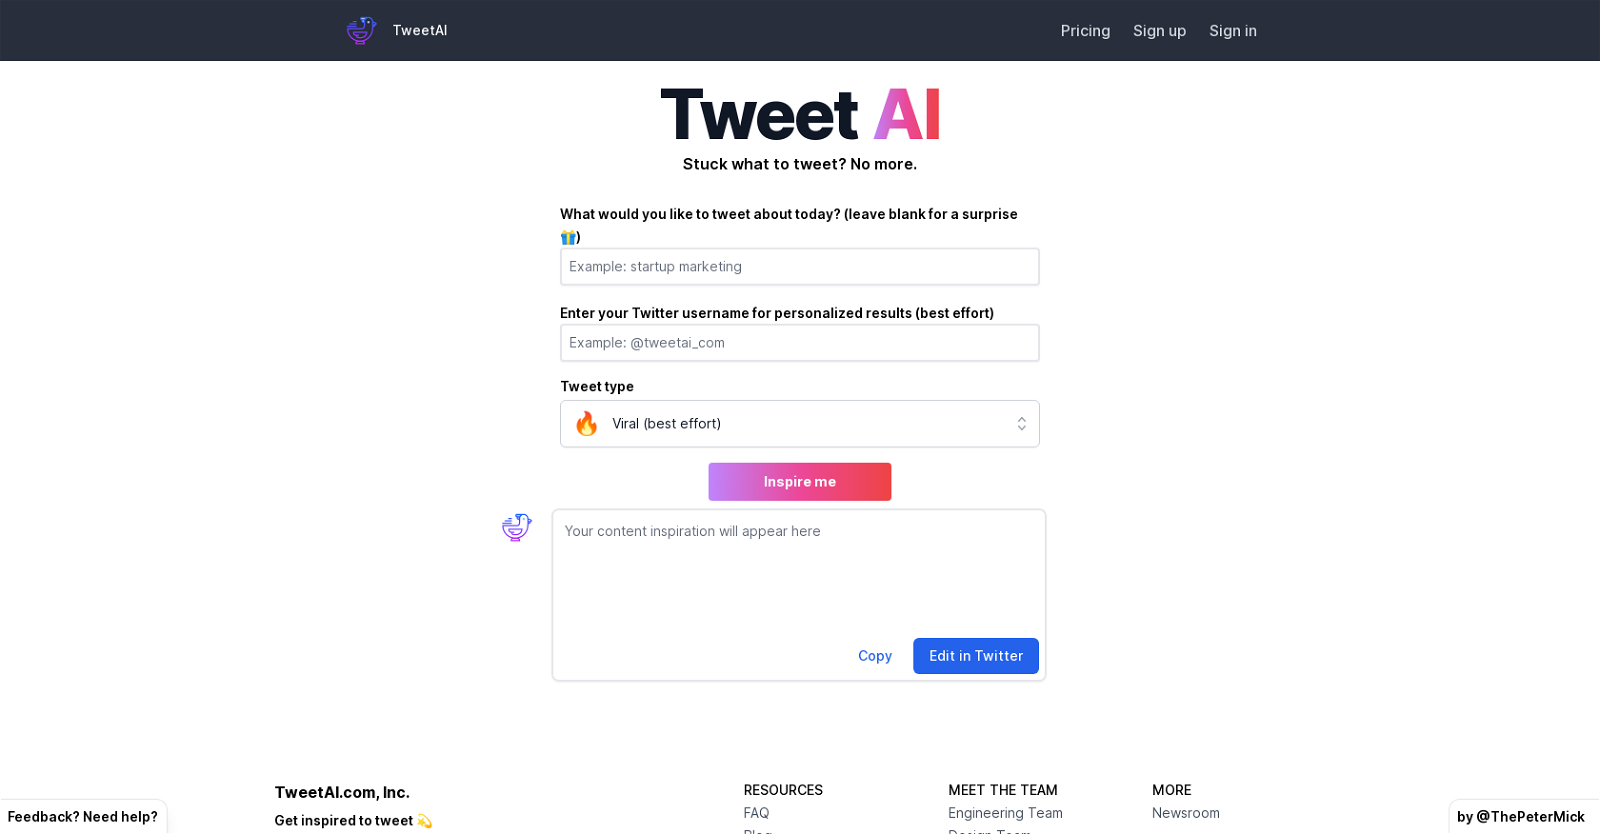 TweetAI
Pricing
Sign up
Sign in
Tweet AI
Stuck what to tweet? No more.
What would you like to tweet about today? (leave blank for a surprise
🎁)
Example: startup marketing
Enter your Twitter username for personalized results (best effort)
Example: @tweetai_com
Tweet type
🔥 Viral (best effort)
Inspire me
Your content inspiration will appear here
Copy
Edit in Twitter
TweetAI.com, Inc.
Get inspired to tweet 💫
RESOURCES
FAQ
Blog
MEET THE TEAM
Engineering Team
Design Team
MORE
Newsroom
Feedback? Need help?
by @ThePeterMick